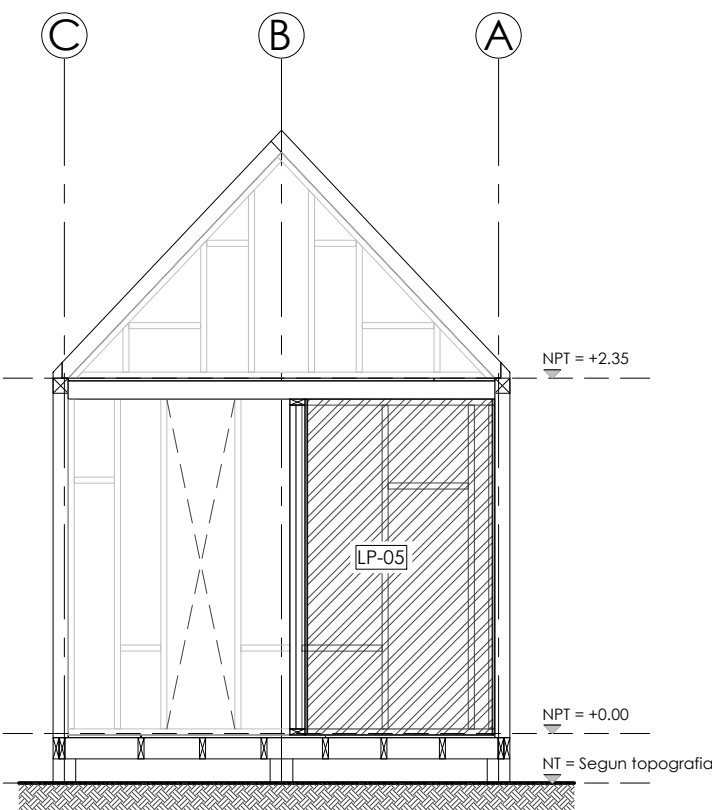 C
B
A
NPT = +2.35
LP-05
NPT = +0.00
NT = Segun topografia